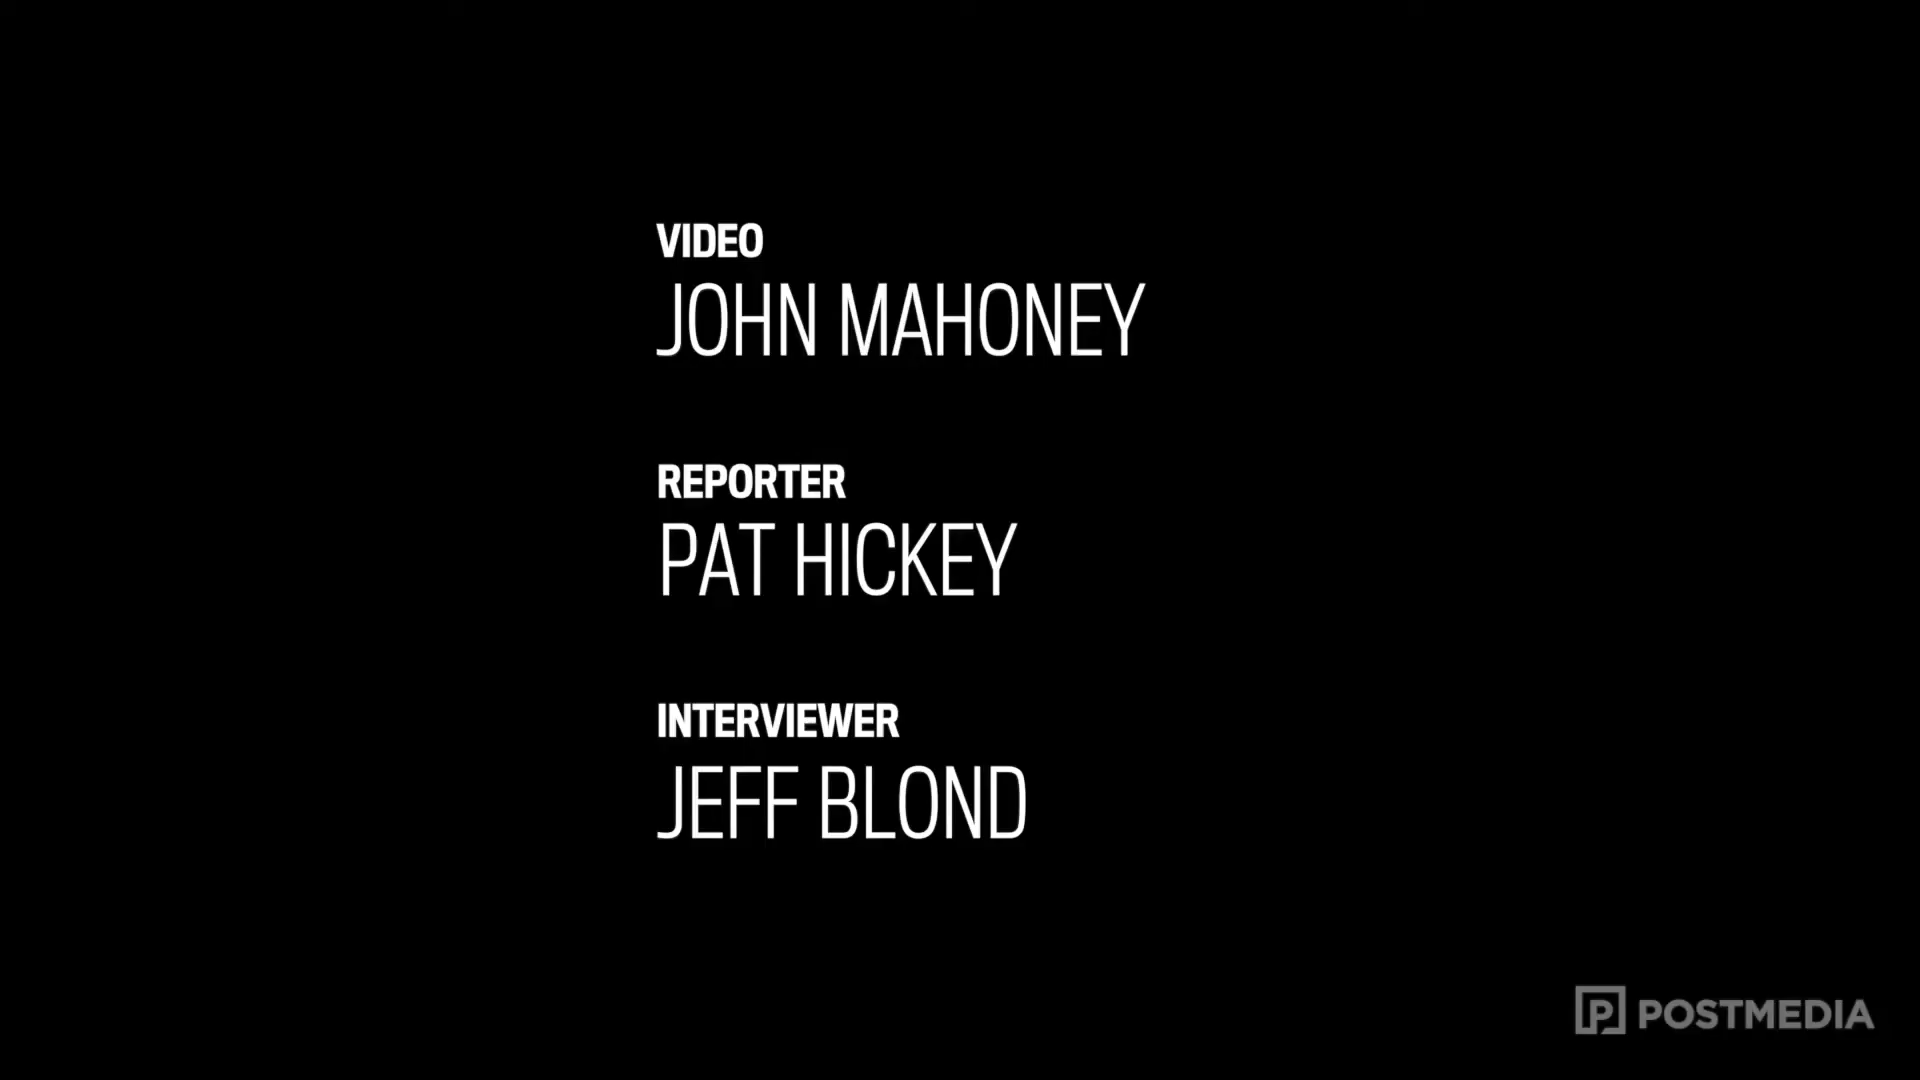 VIDEO
JOHN MAHONEY
REPORTER
PAT HICKEY
INTERVIEWER
JEFF BLOND
P POSTMEDIA